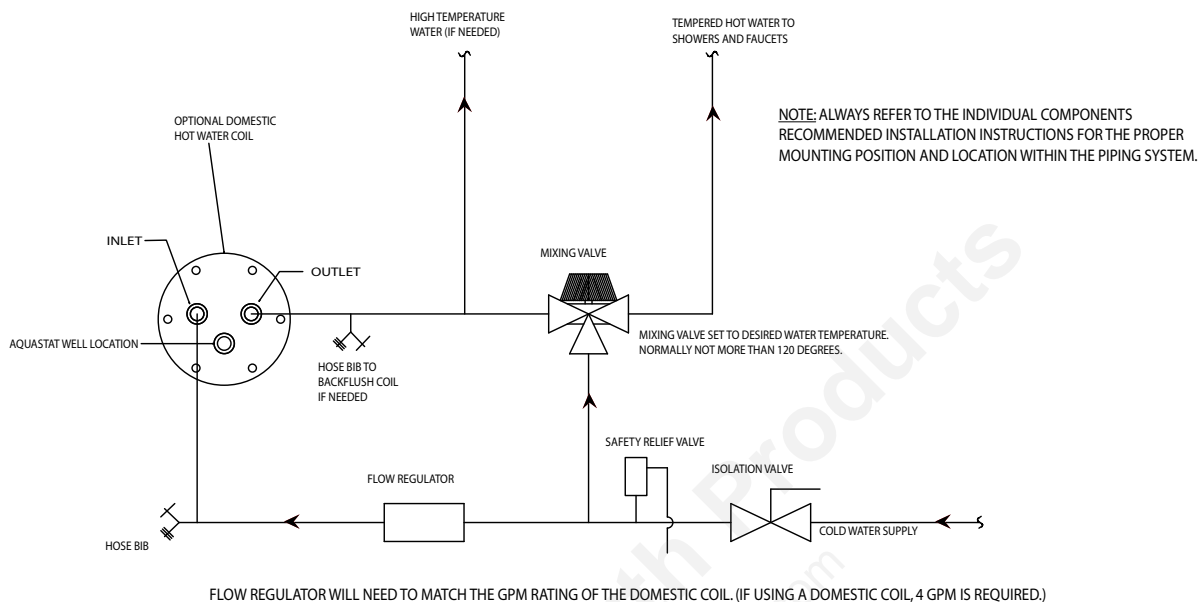 HIGH TEMPERATURE
WATER (IF NEEDED)
TEMPERED HOT WATER TO
SHOWERS AND FAUCETS
NOTE: ALWAYS REFER TO THE INDIVIDUAL COMPONENTS
RECOMMENDED INSTALLATION INSTRUCTIONS FOR THE PROPER
MOUNTING POSITION AND LOCATION WITHIN THE PIPING SYSTEM.
OPTIONAL DOMESTIC
HOT WATER COIL
INLET
OUTLET
MIXING VALVE
AQUASTAT WELL LOCATION
MIXING VALVE SET TO DESIRED WATER TEMPERATURE.
NORMALLY NOT MORE THAN 120 DEGREES.
HOSE BIB TO
BACKFLUSH COIL
IF NEEDED
SAFETY RELIEF VALVE
ISOLATION VALVE
FLOW REGULATOR
COLD WATER SUPPLY
HOSE BIB
FLOW REGULATOR WILL NEED TO MATCH THE GPM RATING OF THE DOMESTIC COIL. (IF USING A DOMESTIC COIL, 4 GPM IS REQUIRED.)
th Products
om